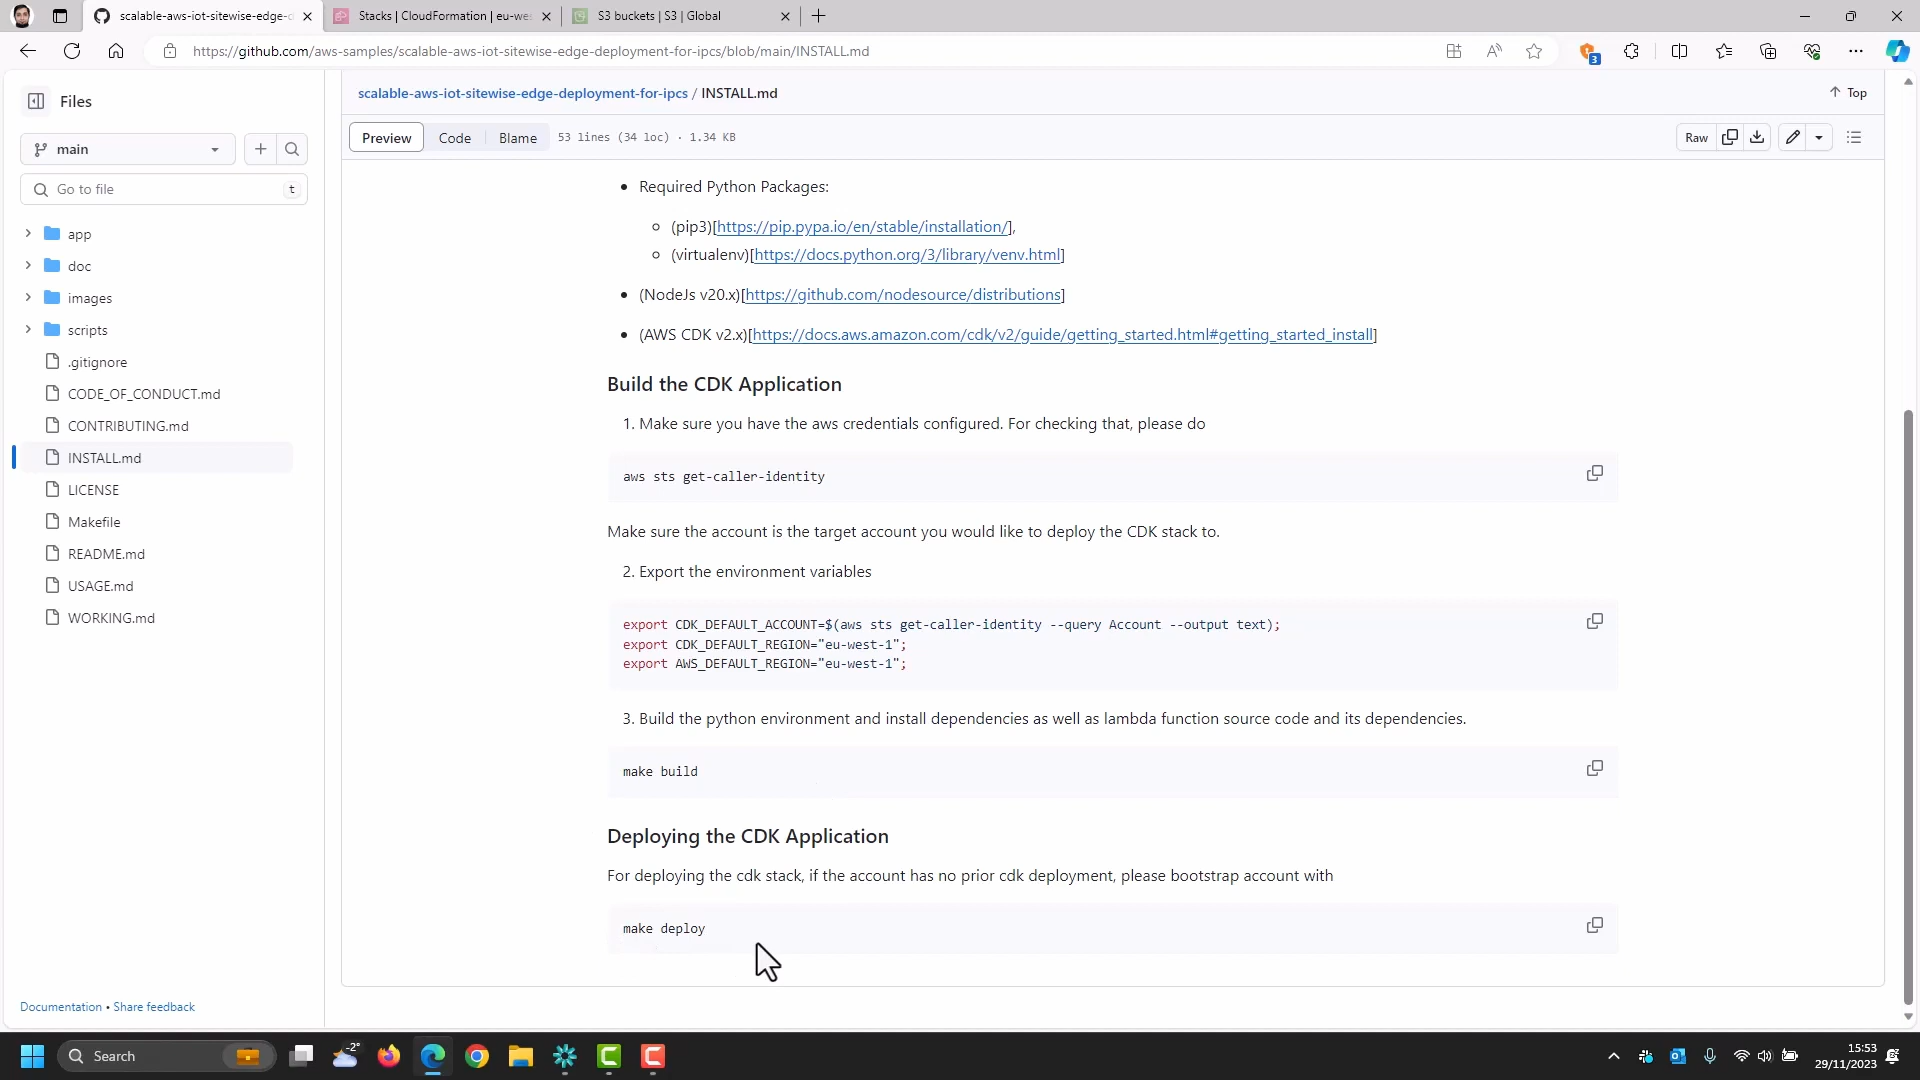 scalable-aws-iot-sitewise-edge-d
Stacks | CloudFormation | eu-wes
S3 buckets | S3 | Global
https://github.com/aws-samples/scalable-aws-iot-sitewise-edge-deployment-for-ipcs/blob/main/INSTALL.md
3
Files
scalable-aws-iot-sitewise-edge-deployment-for-ipcs / INSTALL.md
Top
main
Preview
Code
Blame
53 lines (34 loc) · 1.34 KB
Raw
Go to file
t
app
doc
images
scripts
.gitignore
CODE_OF_CONDUCT.md
CONTRIBUTING.md
INSTALL.md
LICENSE
Makefile
README.md
USAGE.md
WORKING.md
Documentation • Share feedback
• Required Python Packages:
◦ (pip3)[https://pip.pypa.io/en/stable/installation/],
◦ (virtualenv)[https://docs.python.org/3/library/venv.html]
• (NodeJs v20.x)[https://github.com/nodesource/distributions]
• (AWS CDK v2.x)[https://docs.aws.amazon.com/cdk/v2/guide/getting_started.html#getting_started_install]
Build the CDK Application
1. Make sure you have the aws credentials configured. For checking that, please do
aws sts get-caller-identity
Make sure the account is the target account you would like to deploy the CDK stack to.
2. Export the environment variables
export CDK_DEFAULT_ACCOUNT=$(aws sts get-caller-identity --query Account --output text);
export CDK_DEFAULT_REGION="eu-west-1";
export AWS_DEFAULT_REGION="eu-west-1";
3. Build the python environment and install dependencies as well as lambda function source code and its dependencies.
make build
Deploying the CDK Application
For deploying the cdk stack, if the account has no prior cdk deployment, please bootstrap account with
make deploy
Search
-2°
15:53
29/11/2023